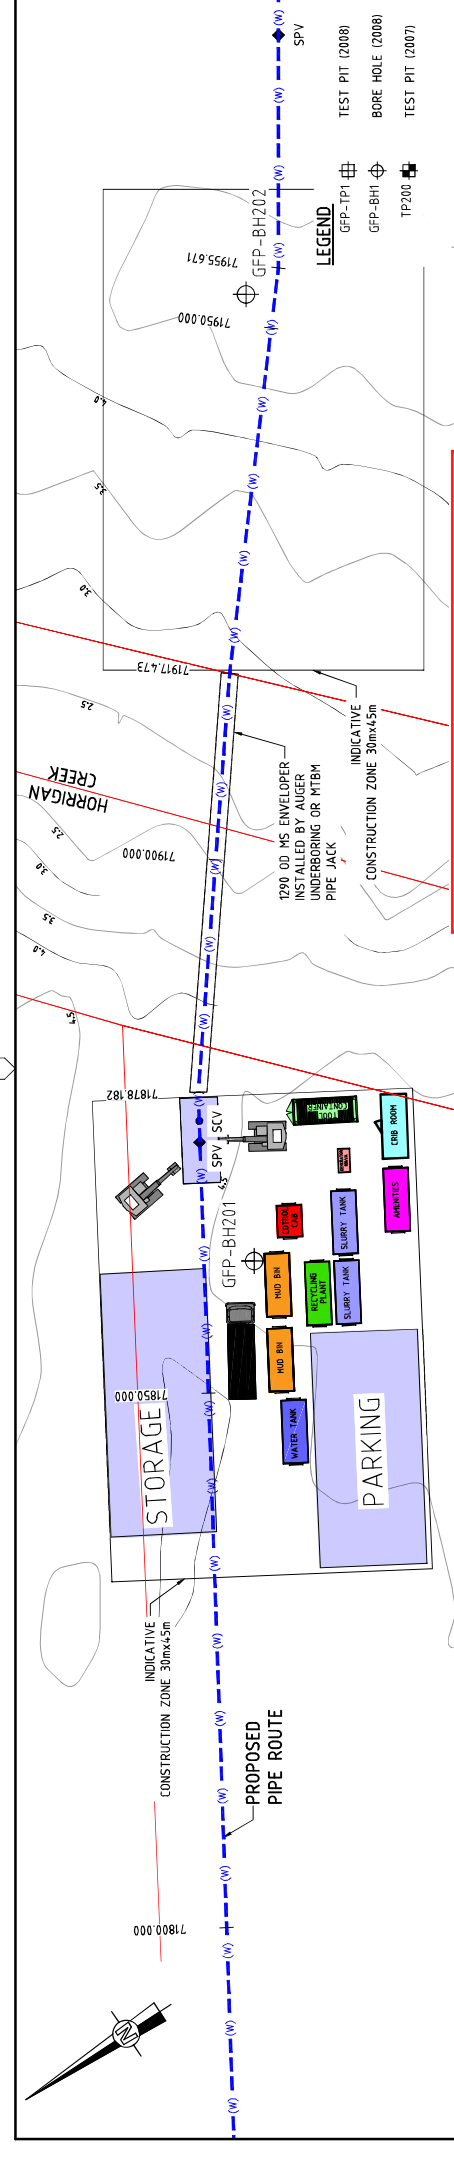 (W)
(W)
SPV
LEGEND
GFP-TP1 TEST PIT (2008)
GFP-BH1 BORE HOLE (2008)
TP200 TEST PIT (2007)
(W)
GFP-BH202
71955.671
(W)
71950.000
(W)
(W)
4.0
(W)
3.5
(W)
3.0
(W)
71917.473
INDICATIVE
CONSTRUCTION ZONE 30mx45m
2.5
(W)
HORRIGAN
CREEK
(W)
1290 OD MS ENVELOPER
INSTALLED BY AUGER
UNDERBORING OR MTBM
PIPE JACK
2.5
71900.000
3.0
(W)
3.5
4.0
(W)
4.5
(W)
71878.182
(W)
SPV SCV
TOOL
CONTAINER
CRIB ROOM
(W)
4.5
AMENITIES
GFP-BH201
COTROL
CAB
SLURRY TANK
(W)
MUD BIN
RECYCLING
PLANT
SLURRY TANK
(W)
MUD BIN
71850.000
(W)
STORAGE
WATER TANK
PARKING
(W)
(W)
INDICATIVE
CONSTRUCTION ZONE 30mx45m
(W)
(W)
PROPOSED
PIPE ROUTE
(W)
(W)
71800.000
(W)
(W)
N
(W)